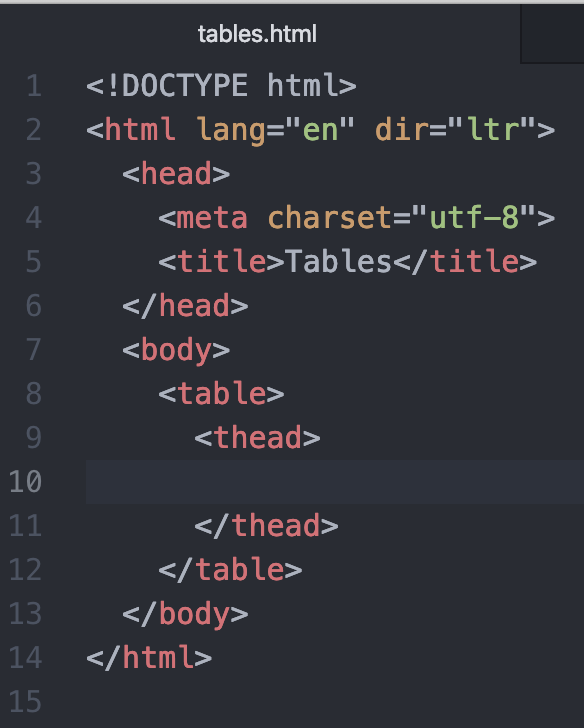 tables.html
1 <!DOCTYPE html>
2 <html lang="en" dir="ltr">
3   <head>
4     <meta charset="utf-8">
5     <title>Tables</title>
6   </head>
7   <body>
8     <table>
9       <thead>
10
11       </thead>
12     </table>
13   </body>
14 </html>
15